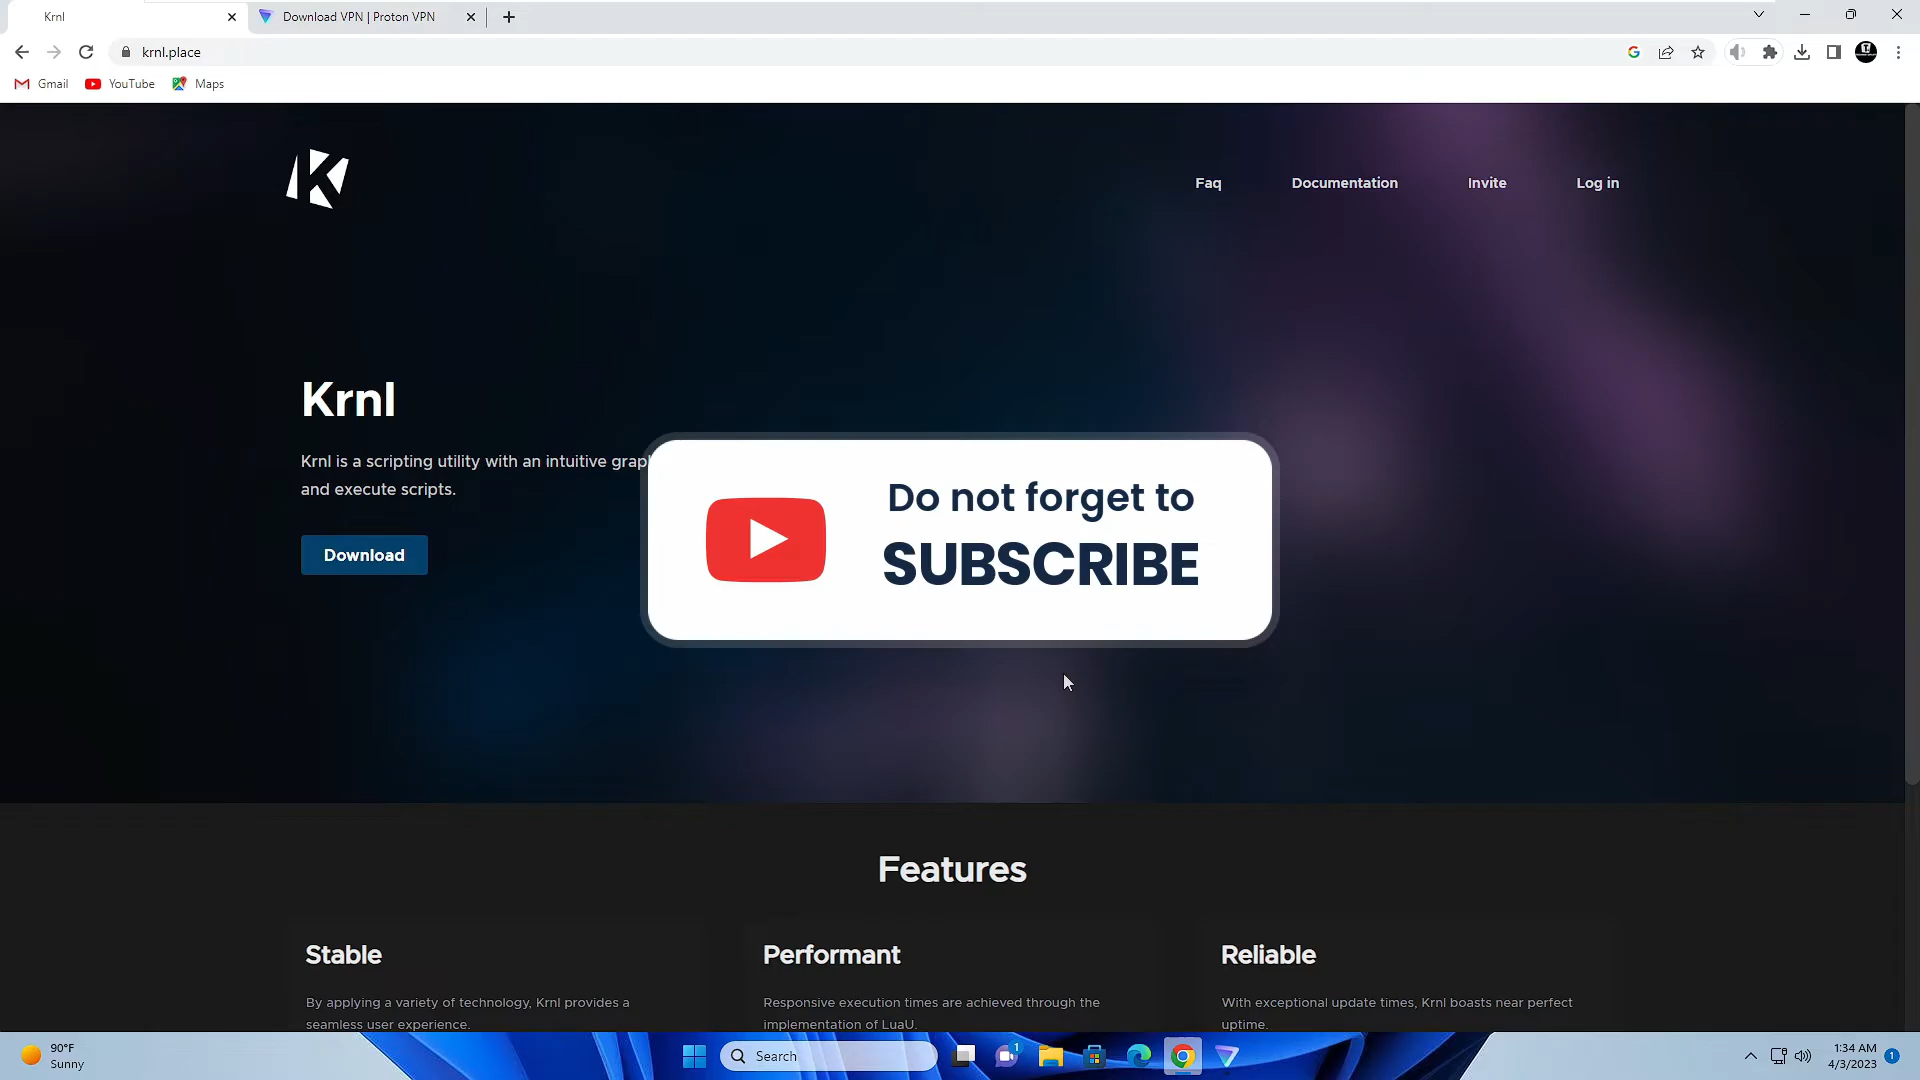 Krnl
Download VPN | Proton VPN
krnl.place
Gmail
YouTube
Maps
Faq
Documentation
Invite
Log in
Krnl
Krnl is a scripting utility with an intuitive grap
and execute scripts.
Download
Do not forget to
SUBSCRIBE
Features
Stable
By applying a variety of technology, Krnl provides a
seamless user experience.
Performant
Responsive execution times are achieved through the
implementation of LuaU.
Reliable
With exceptional update times, Krnl boasts near perfect
uptime.
90°F
Sunny
Search
1
1:34 AM
4/3/2023
1